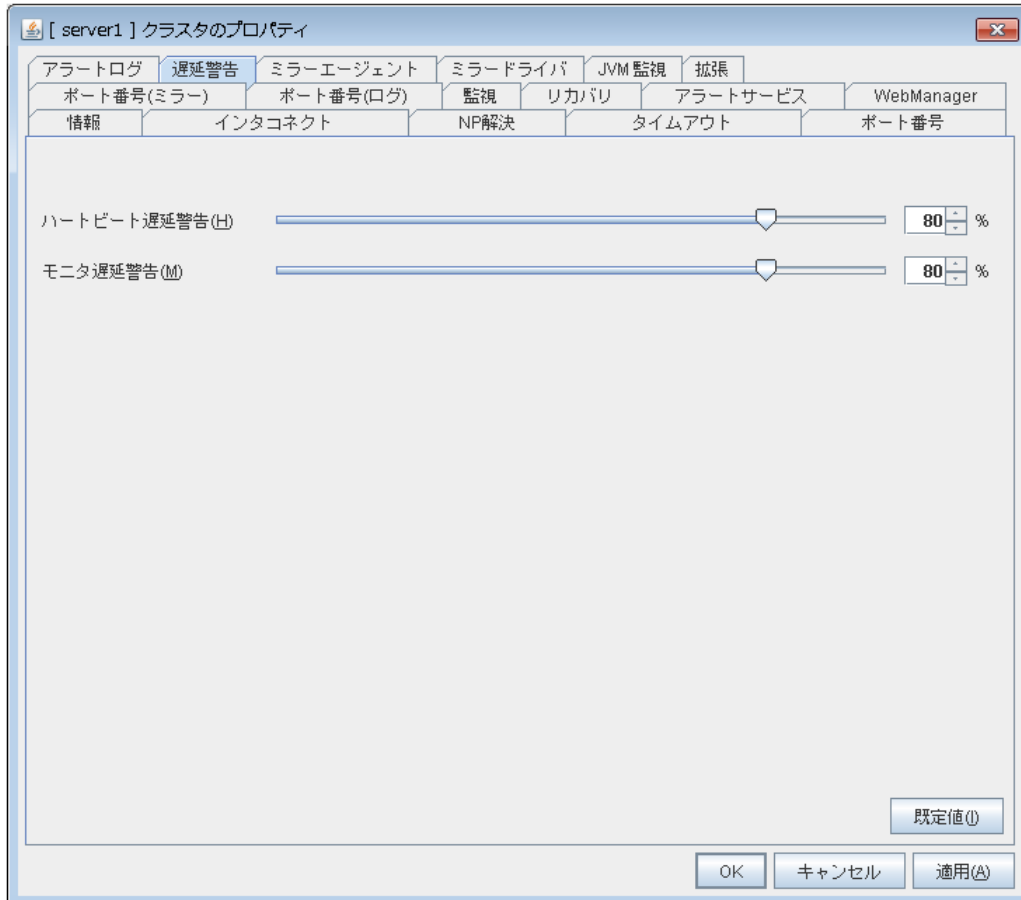 [ server1 ] クラスタのプロパティ
アラートログ 遅延警告 ミラーエージェント ミラードライバ JVM 監視 拡張
ポート番号(ミラー) ポート番号(ログ) 監視 リカバリ アラートサービス WebManager
情報 インタコネクト NP解決 タイムアウト ポート番号
ハートビート遅延警告(H) 80 %
モニタ遅延警告(M) 80 %
既定値(I)
OK キャンセル 適用(A)